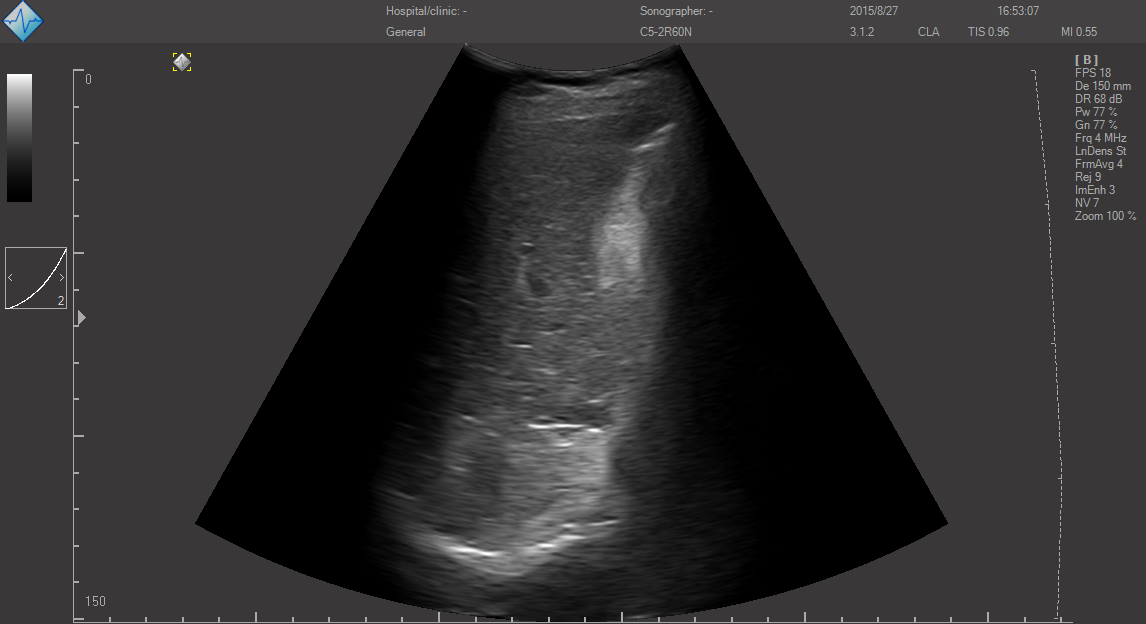 Hospital/clinic: - Sonographer: - 2015/8/27 16:53:07
General C5-2R60N 3.1.2 CLA TIS 0.96 MI 0.55
[ B ]
FPS 18
De 150 mm
DR 68 dB
Pw 77 %
Gn 77 %
Frq 4 MHz
LnDens St
FrmAvg 4
Rej 9
ImEnh 3
NV 7
Zoom 100 %
0
2
150